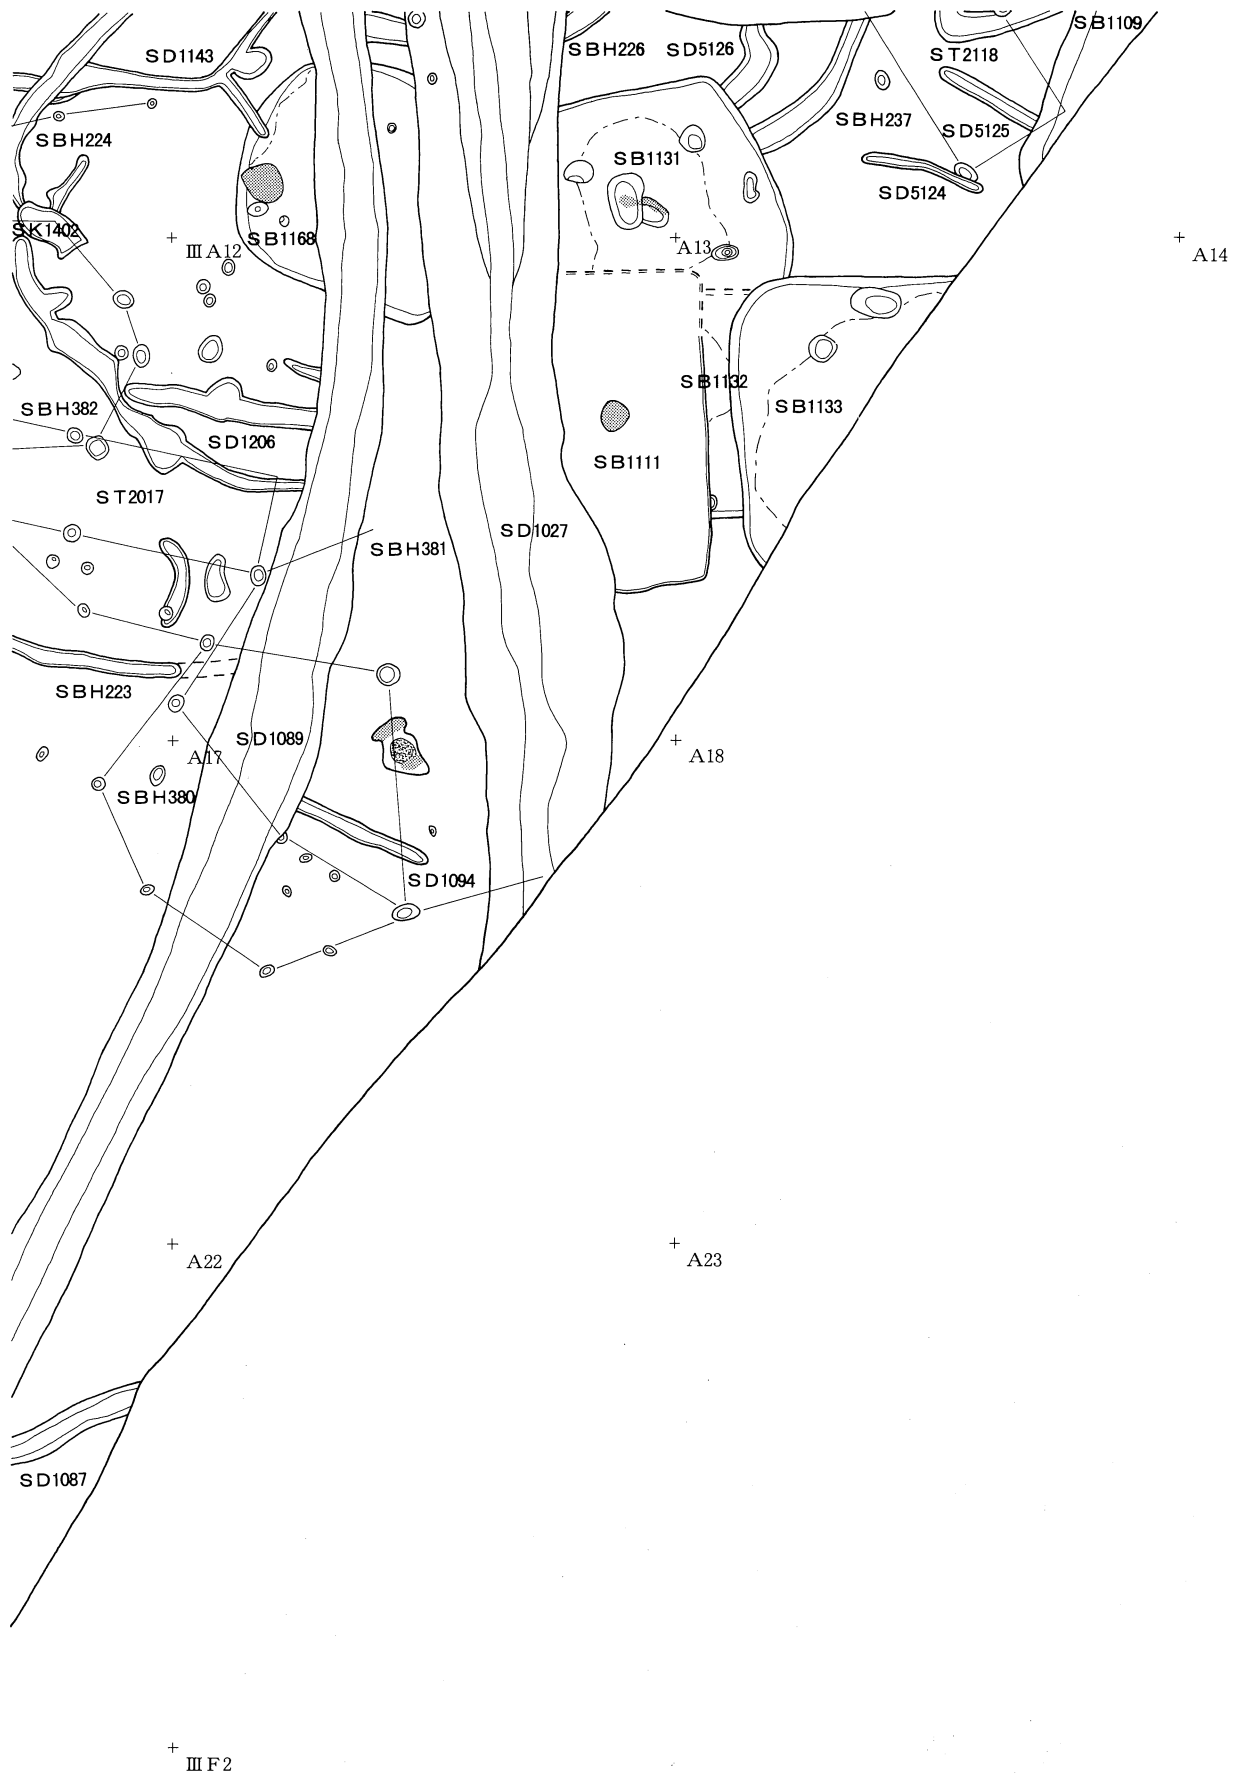 SB1109
SBH226
SD5126
SD1143
ST2118
SBH237
SD5125
SBH224
SB1131
SD5124
SK1402
SB1168
ⅢA12
A13
A14
SB1132
SBH382
SB1133
SD1206
SB1111
ST2017
SD1027
SBH381
SBH223
SD1089
A17
A18
SBH380
SD1094
A22
A23
SD1087
ⅢF2